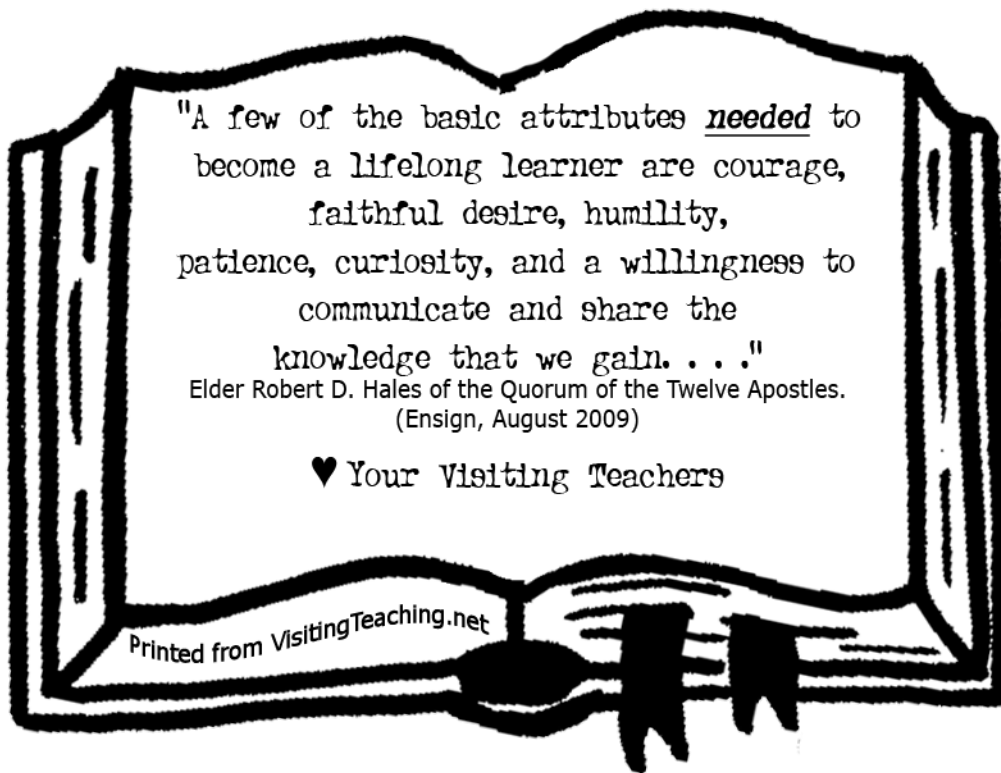 "A few of the basic attributes needed to
become a lifelong learner are courage,
faithful desire, humility,
patience, curiosity, and a willingness to
communicate and share the
knowledge that we gain. . . ."
Elder Robert D. Hales of the Quorum of the Twelve Apostles.
(Ensign, August 2009)
♥ Your Visiting Teachers
Printed from VisitingTeaching.net